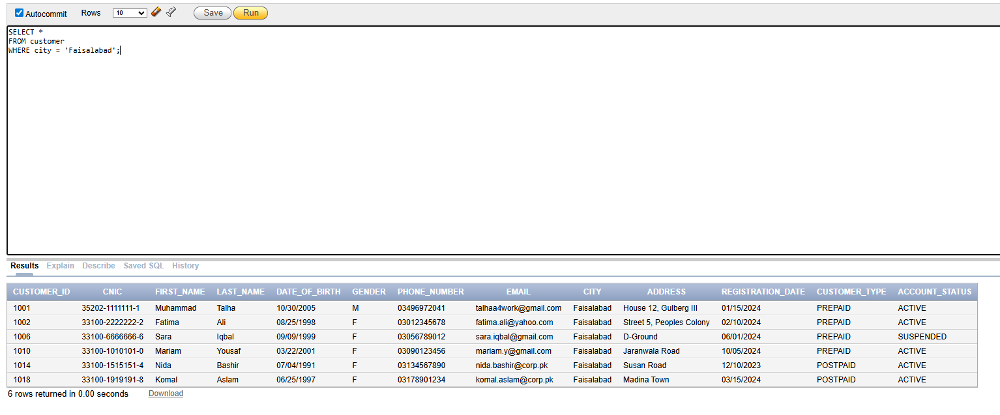 Autocommit Rows 10 Save Run
SELECT *
FROM customer
WHERE city = 'Faisalabad';
Results Explain Describe Saved SQL History
CUSTOMER_ID CNIC FIRST_NAME LAST_NAME DATE_OF_BIRTH GENDER PHONE_NUMBER EMAIL CITY ADDRESS REGISTRATION_DATE CUSTOMER_TYPE ACCOUNT_STATUS
1001 35202-1111111-1 Muhammad Talha 10/30/2005 M 03496972041 talhaa4work@gmail.com Faisalabad House 12, Gulberg III 01/15/2024 PREPAID ACTIVE
1002 33100-2222222-2 Fatima Ali 08/25/1998 F 03012345678 fatima.ali@yahoo.com Faisalabad Street 5, Peoples Colony 02/10/2024 PREPAID ACTIVE
1006 33100-6666666-6 Sara Iqbal 09/09/1999 F 03056789012 sara.iqbal@gmail.com Faisalabad D-Ground 06/01/2024 PREPAID SUSPENDED
1010 33100-1010101-0 Mariam Yousaf 03/22/2001 F 03090123456 mariam.y@gmail.com Faisalabad Jaranwala Road 10/05/2024 PREPAID ACTIVE
1014 33100-1515151-4 Nida Bashir 07/04/1991 F 03134567890 nida.bashir@corp.pk Faisalabad Susan Road 12/10/2023 POSTPAID ACTIVE
1018 33100-1919191-8 Komal Aslam 06/25/1997 F 03178901234 komal.aslam@corp.pk Faisalabad Madina Town 03/15/2024 POSTPAID ACTIVE
6 rows returned in 0.00 seconds Download